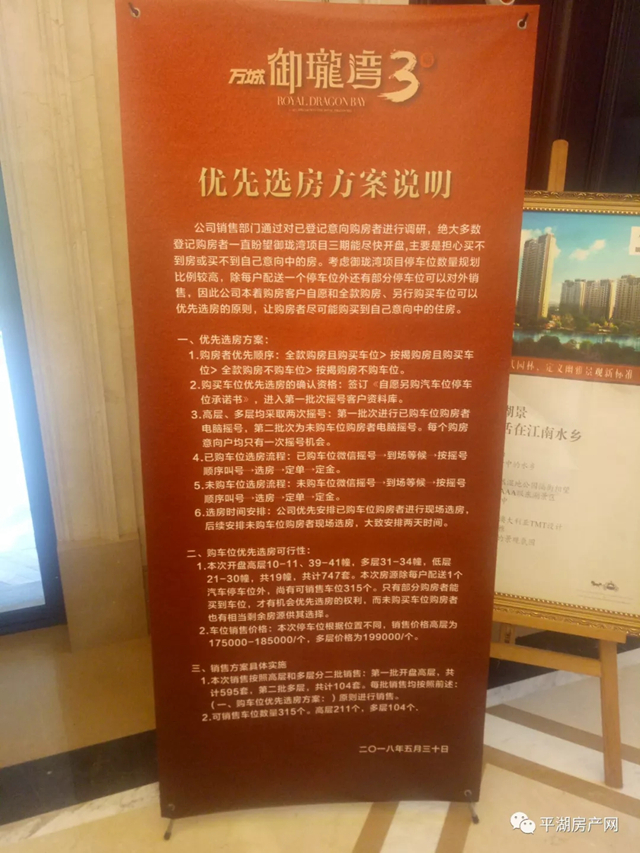 万城 御瓏湾3
ROYAL DRAGON BAY
优先选房方案说明
公司销售部门通过对已登记意向购房者进行调研，绝大多数
登记购房者一直盼望御珑湾项目三期能尽快开盘,主要是担心买不
到房或买不到自己意向中的房。考虑御珑湾项目停车位数量规划
比例较高，除每户配送一个停车位外还有部分停车位可以对外销
售，因此公司本着购房客户自愿和全款购房、另行购买车位可以
优先选房的原则，让购房者尽可能购买到自己意向中的住房。
一、优先选房方案：
1.购房者优先顺序：全款购房且购买车位>按揭购房且购买车
位>全款购房不购车位>按揭购房不购车位。
2.购买车位优先选房的确认资格：签订《自愿另购汽车位停车
位承诺书》，进入第一批次摇号客户资料库。
3.高层、多层均采取两次摇号：第一批次进行已购车位购房者
电脑摇号，第二批次为未购车位购房者电脑摇号。每个购房
意向户均只有一次摇号机会。
4.已购车位选房流程：已购车位微信摇号→到场等候→按摇号
顺序叫号→选房→定单→定金。
5.未购车位选房流程：未购车位微信摇号→到场等候→按摇号
顺序叫号→选房→定单→定金。
6.选房时间安排：公司优先安排已购车位购房者进行现场选房，
后续安排未购车位购房者现场选房，大致安排两天时间。
二、购车位优先选房可行性：
1.本次开盘高层10-11、39-41幢，多层31-34幢，低层
21-30幢，共19幢，共计747套。本次房源除每户配送1个
汽车停车位外，尚有可销售车位315个。只有部分购房者能
买到车位，才有机会优先选房的权利，而未购买车位购房者
也有相当剩余房源供其选择。
2.车位销售价格：本次停车位根据位置不同，销售价格高层为
175000-185000/个，多层价格为199000/个。
三、销售方案具体实施
1.本次销售按照高层和多层分二批销售：第一批开盘高层，共
计595套，第二批多层，共计104套。每批销售均按照前述：
（一、购车位优先选房方案：）原则进行销售。
2.可销售车位数量315个。高层211个，多层104个.
二〇一八年五月三十日
定义湖雅景观新标准
湖景
活在江南水乡
平湖房产网